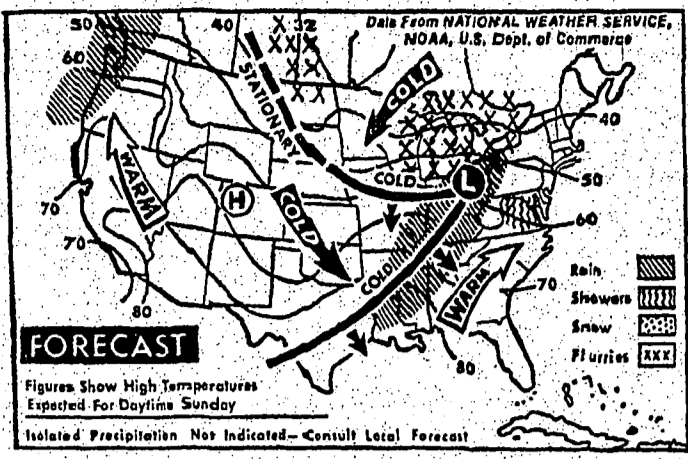 Data From NATIONAL WEATHER SERVICE,
NOAA, U.S. Dept. of Commerce
50
40
32
60
STATIONARY
COLD
40
WARM
COLD
L
50
H
COLD
70
60
70
COLD
WARM
70
80
80
Rain
Showers
Snow
Flurries
xxx
FORECAST
Figures Show High Temperatures
Expected For Daytime Sunday
Isolated Precipitation Not Indicated – Consult Local Forecast